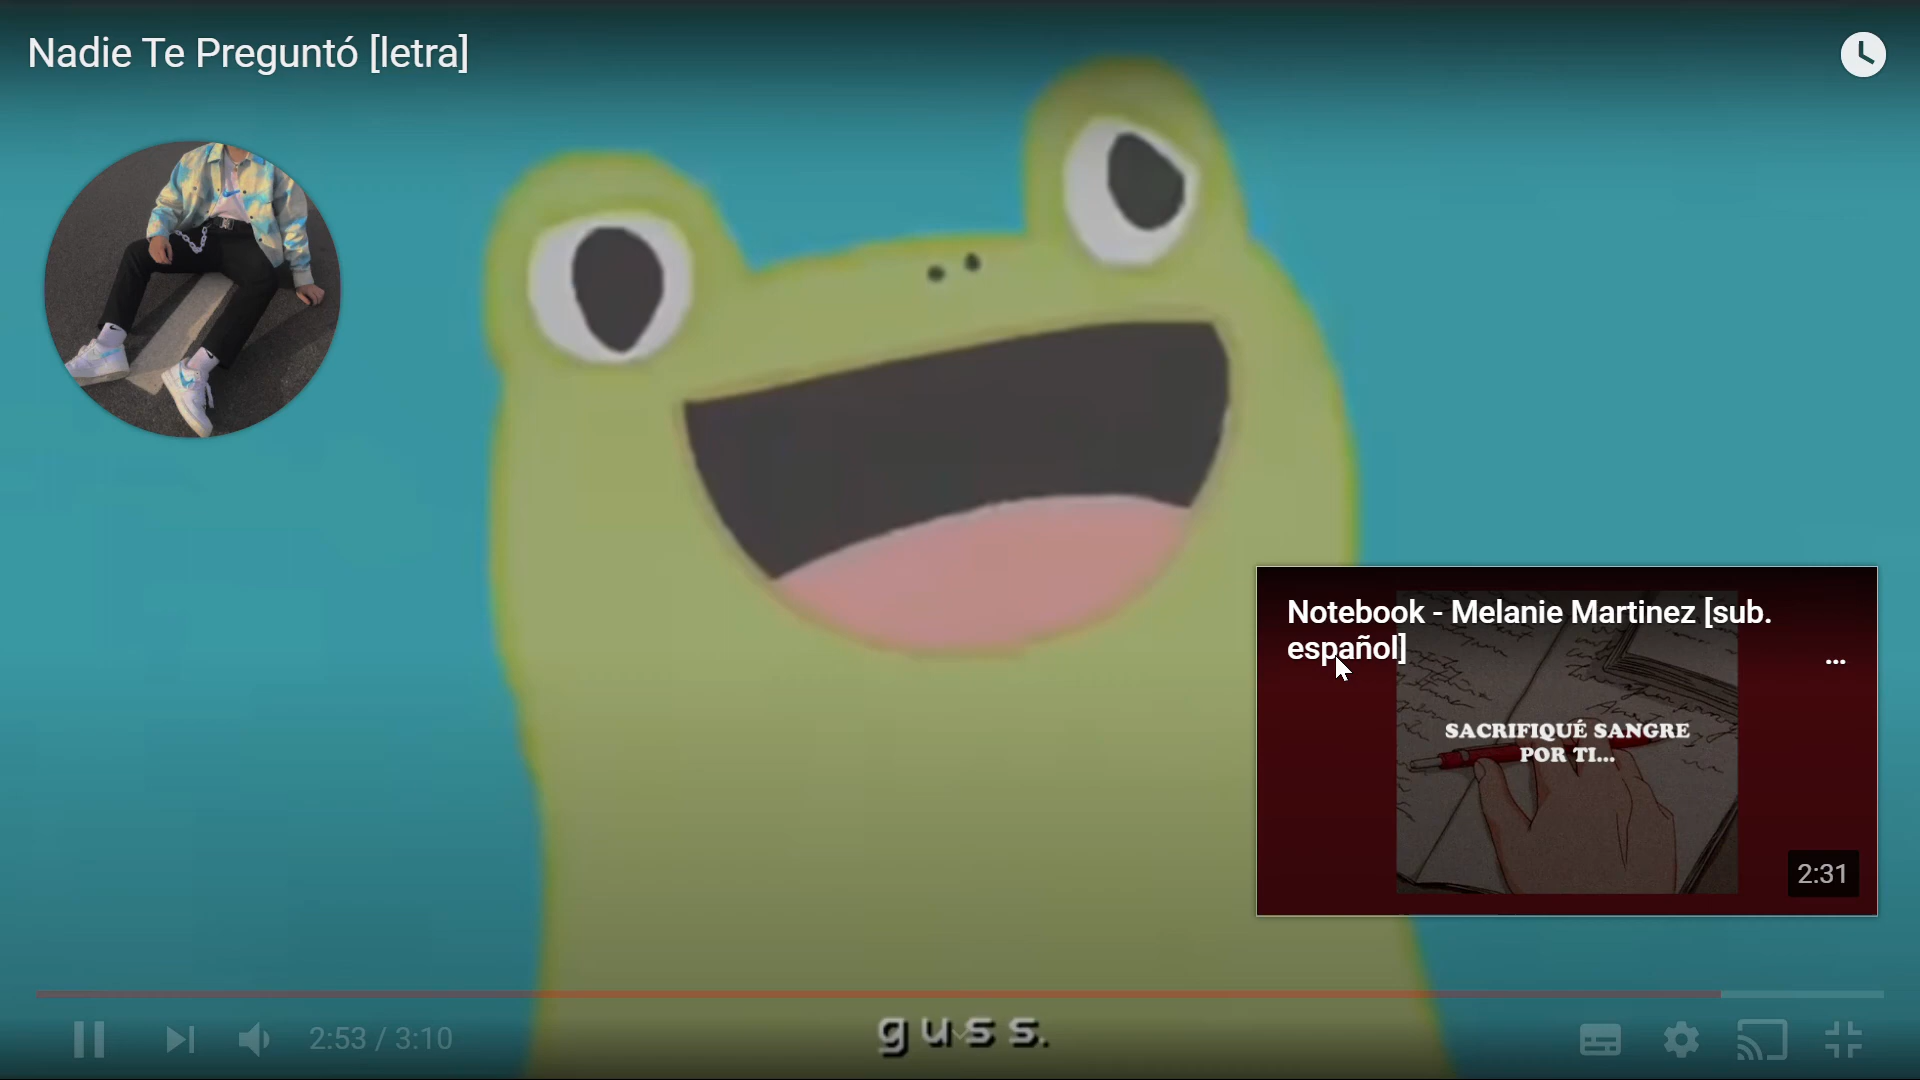 Nadie Te Preguntó [letra]
Notebook - Melanie Martinez [sub.
español]
SACRIFIQUÉ SANGRE
POR TI...
2:31
2:53 / 3:10
guss.